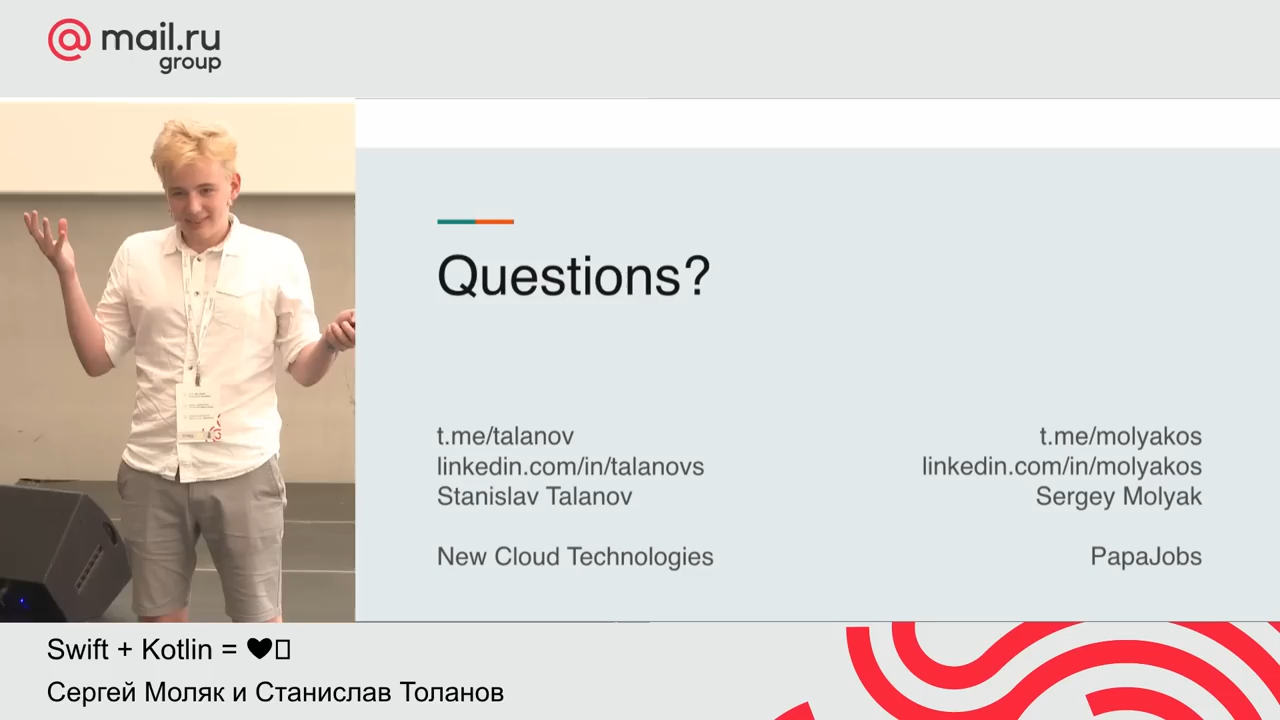 mail.ru
group
Questions?
t.me/talanov
linkedin.com/in/talanovs
Stanislav Talanov
New Cloud Technologies
t.me/molyakos
linkedin.com/in/molyakos
Sergey Molyak
PapaJobs
Swift + Kotlin = 🖤
Сергей Моляк и Станислав Толанов